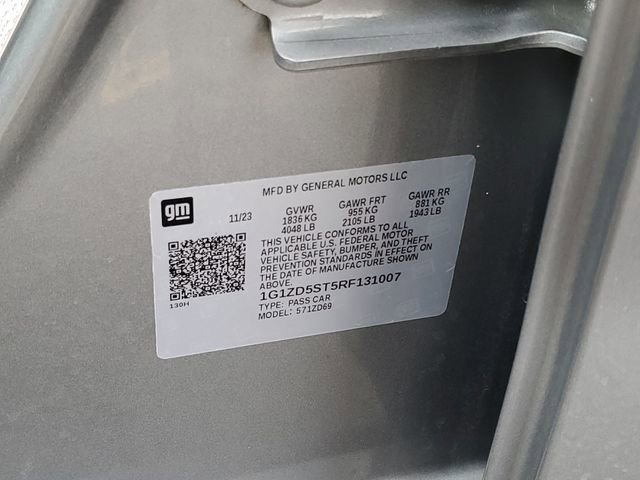 MFD BY GENERAL MOTORS LLC
gm 11/23 GVWR GAWR FRT GAWR RR
1836 KG 955 KG 881 KG
4048 LB 2105 LB 1943 LB
THIS VEHICLE CONFORMS TO ALL
APPLICABLE U.S. FEDERAL MOTOR
VEHICLE SAFETY, BUMPER, AND THEFT
PREVENTION STANDARDS IN EFFECT ON
THE DATE OF MANUFACTURE SHOWN
ABOVE.
1G1ZD5ST5RF131007
130H TYPE: PASS CAR
MODEL: 571ZD69